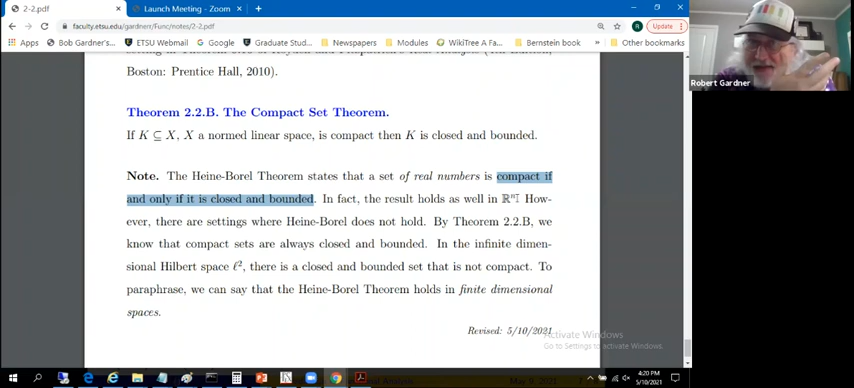 2-2.pdf
Launch Meeting - Zoom
faculty.etsu.edu/gardnerr/Func/notes/2-2.pdf
Update
Apps
Bob Gardner's
ETSU Webmail
Google
Graduate Stud...
Newspapers
Modules
WikiTree A Fa...
Bernstein book
Other bookmarks
Boston: Prentice Hall, 2010).
Theorem 2.2.B. The Compact Set Theorem.
If K ⊆ X, X a normed linear space, is compact then K is closed and bounded.
Note. The Heine-Borel Theorem states that a set of real numbers is compact if
and only if it is closed and bounded. In fact, the result holds as well in ℝⁿ. How-
ever, there are settings where Heine-Borel does not hold. By Theorem 2.2.B, we
know that compact sets are always closed and bounded. In the infinite dimen-
sional Hilbert space ℓ², there is a closed and bounded set that is not compact. To
paraphrase, we can say that the Heine-Borel Theorem holds in finite dimensional
spaces.
Revised: 5/10/2021
Activate Windows
Go to Settings to activate Windows.
Robert Gardner
4:20 PM
5/10/2021